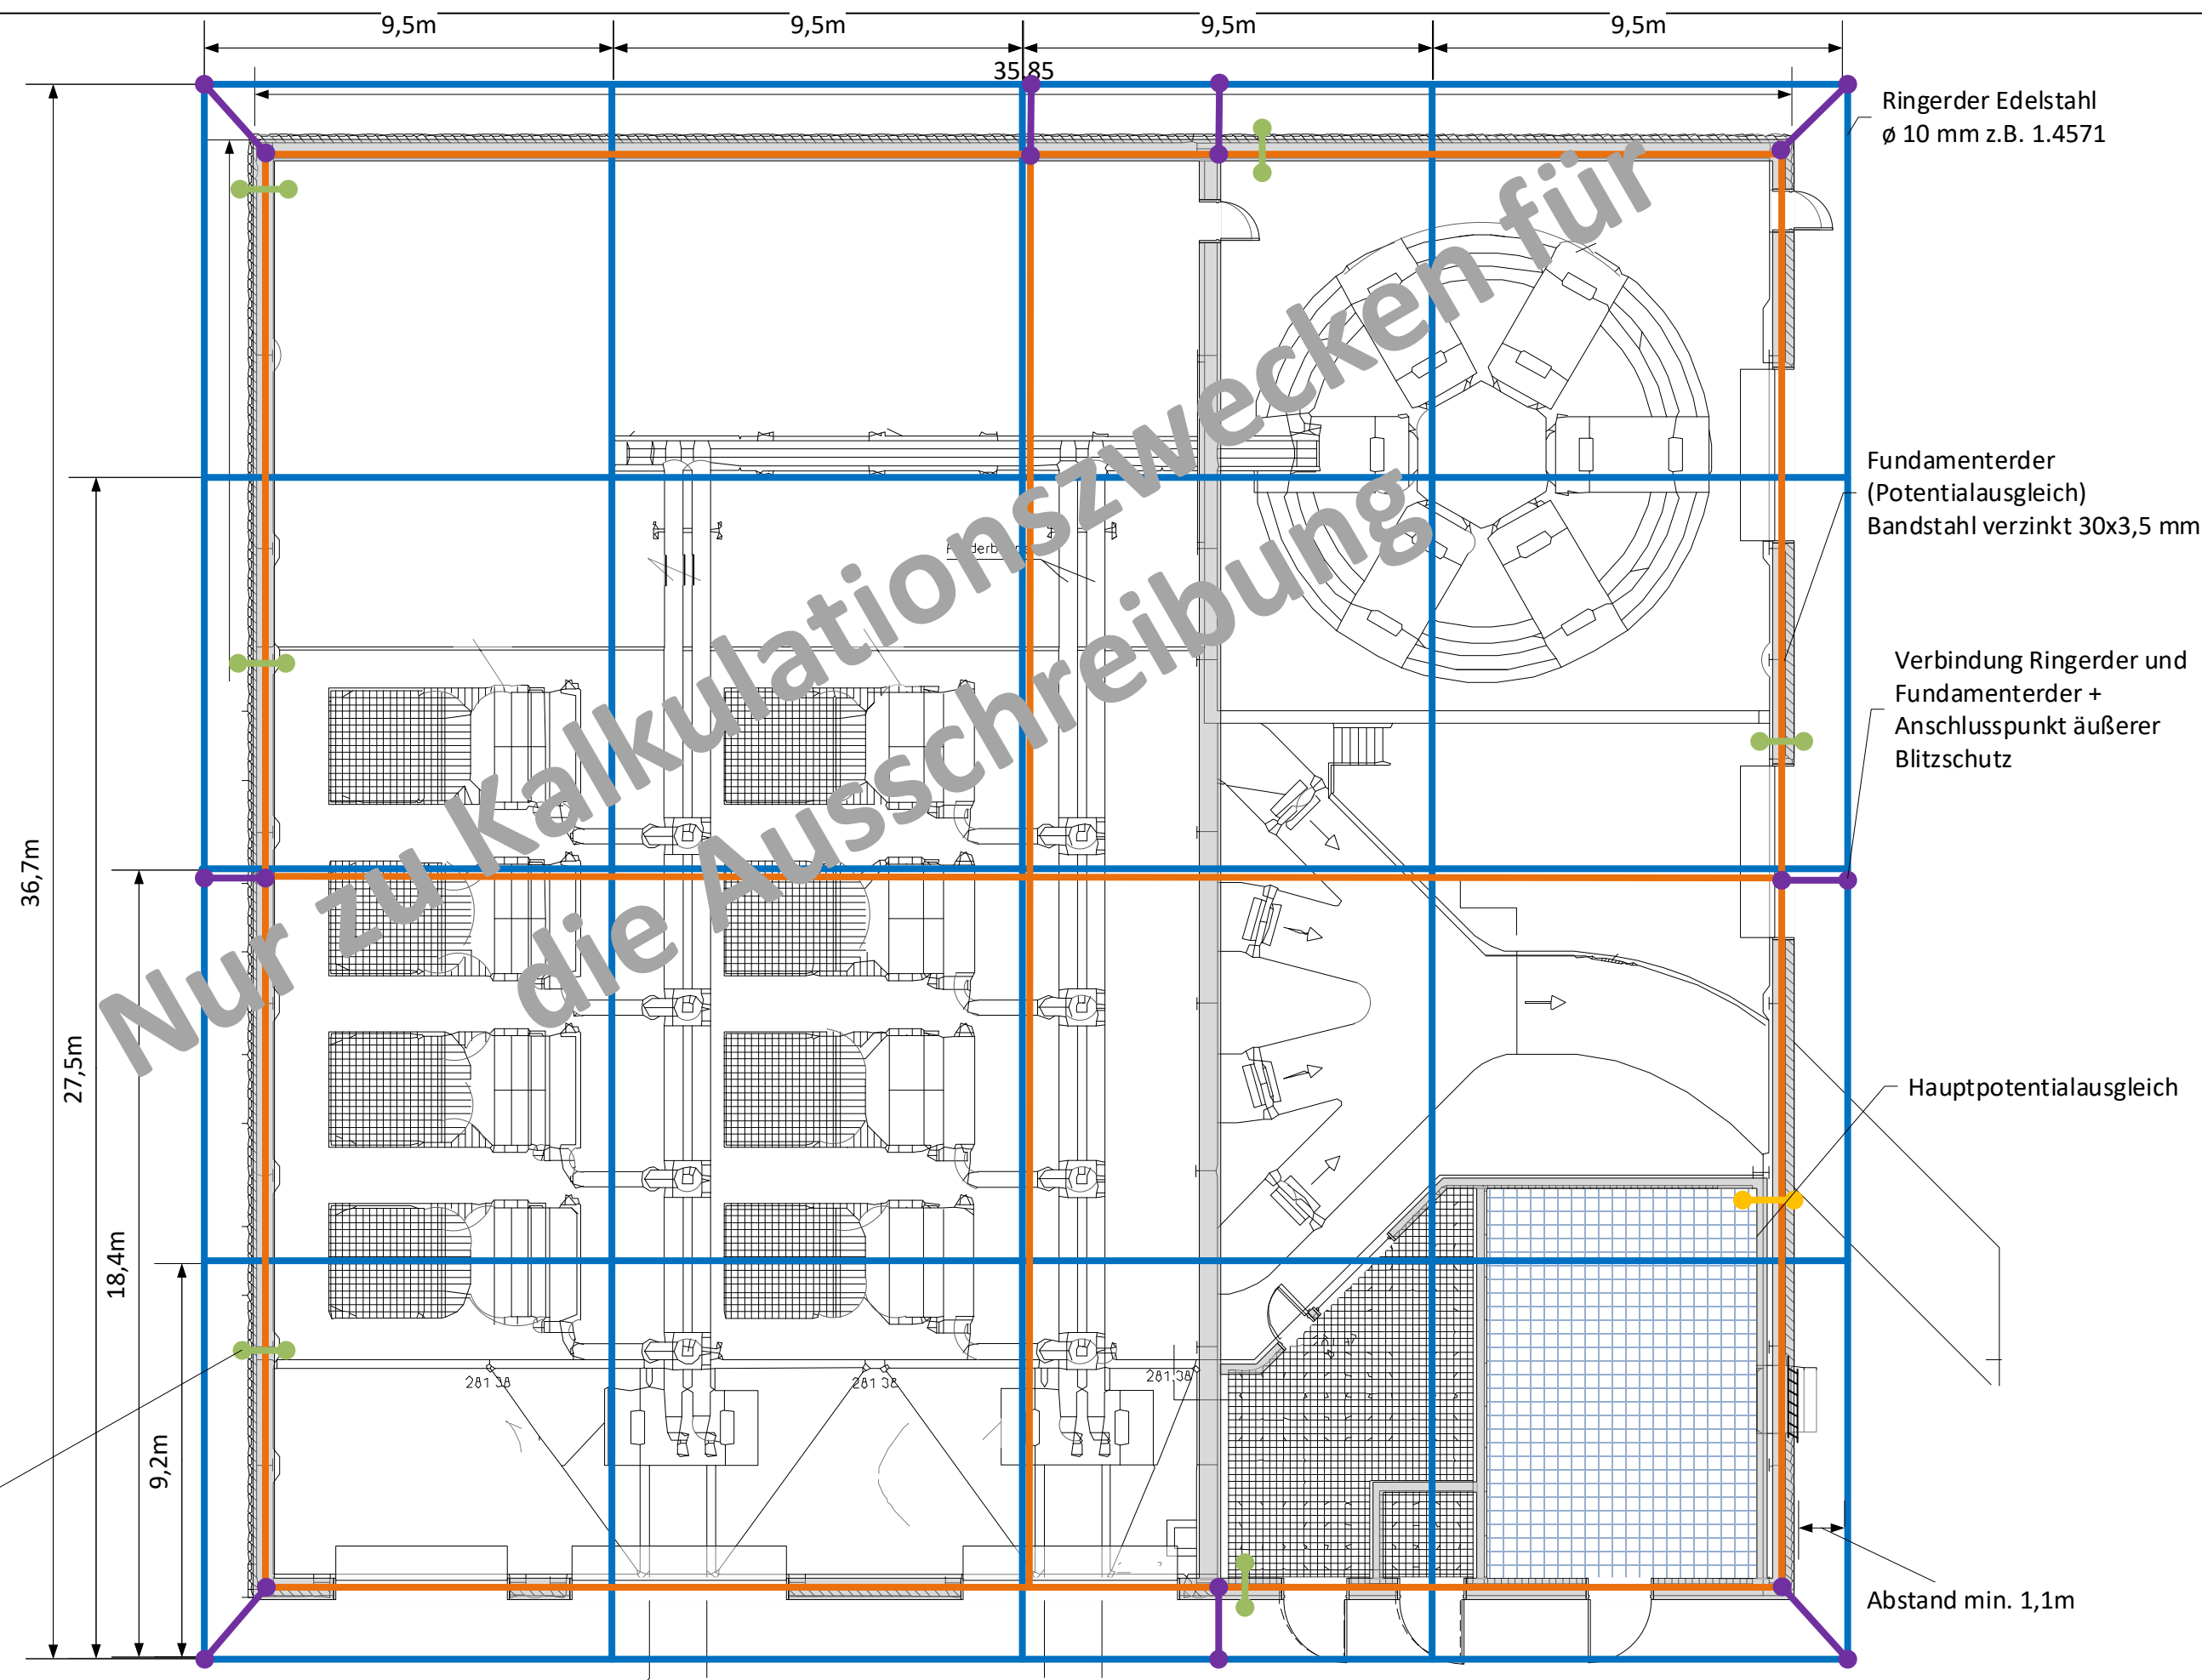 9,5m
9,5m
9,5m
9,5m
35,85
Ringerder Edelstahl
ø 10 mm z.B. 1.4571
Fundamenterder
(Potentialausgleich)
Bandstahl verzinkt 30x3,5 mm
Verbindung Ringerder und
Fundamenterder +
Anschlusspunkt äußerer
Blitzschutz
Nur zu Kalkulationszwecken für
die Ausschreibung
36,7m
27,5m
18,4m
9,2m
Hauptpotentialausgleich
281 38
281 38
281,38
Abstand min. 1,1m